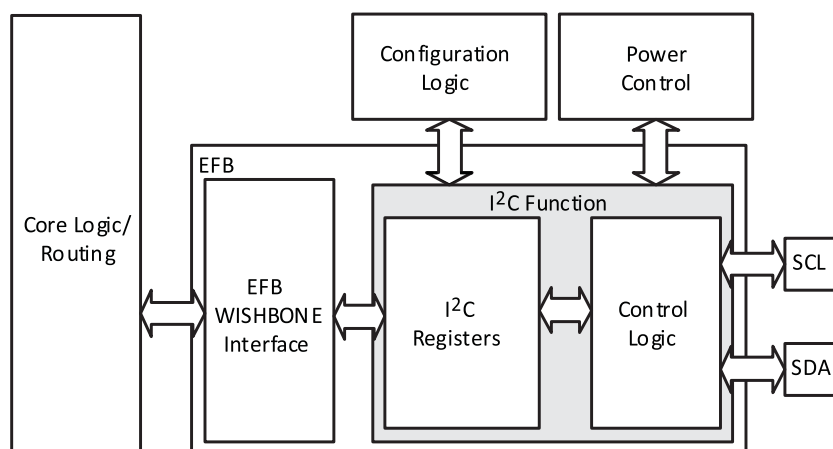 Configuration
Logic
Power
Control
EFB
I²C Function
Core Logic/
Routing
EFB
WISHBONE
Interface
I²C
Registers
Control
Logic
SCL
SDA